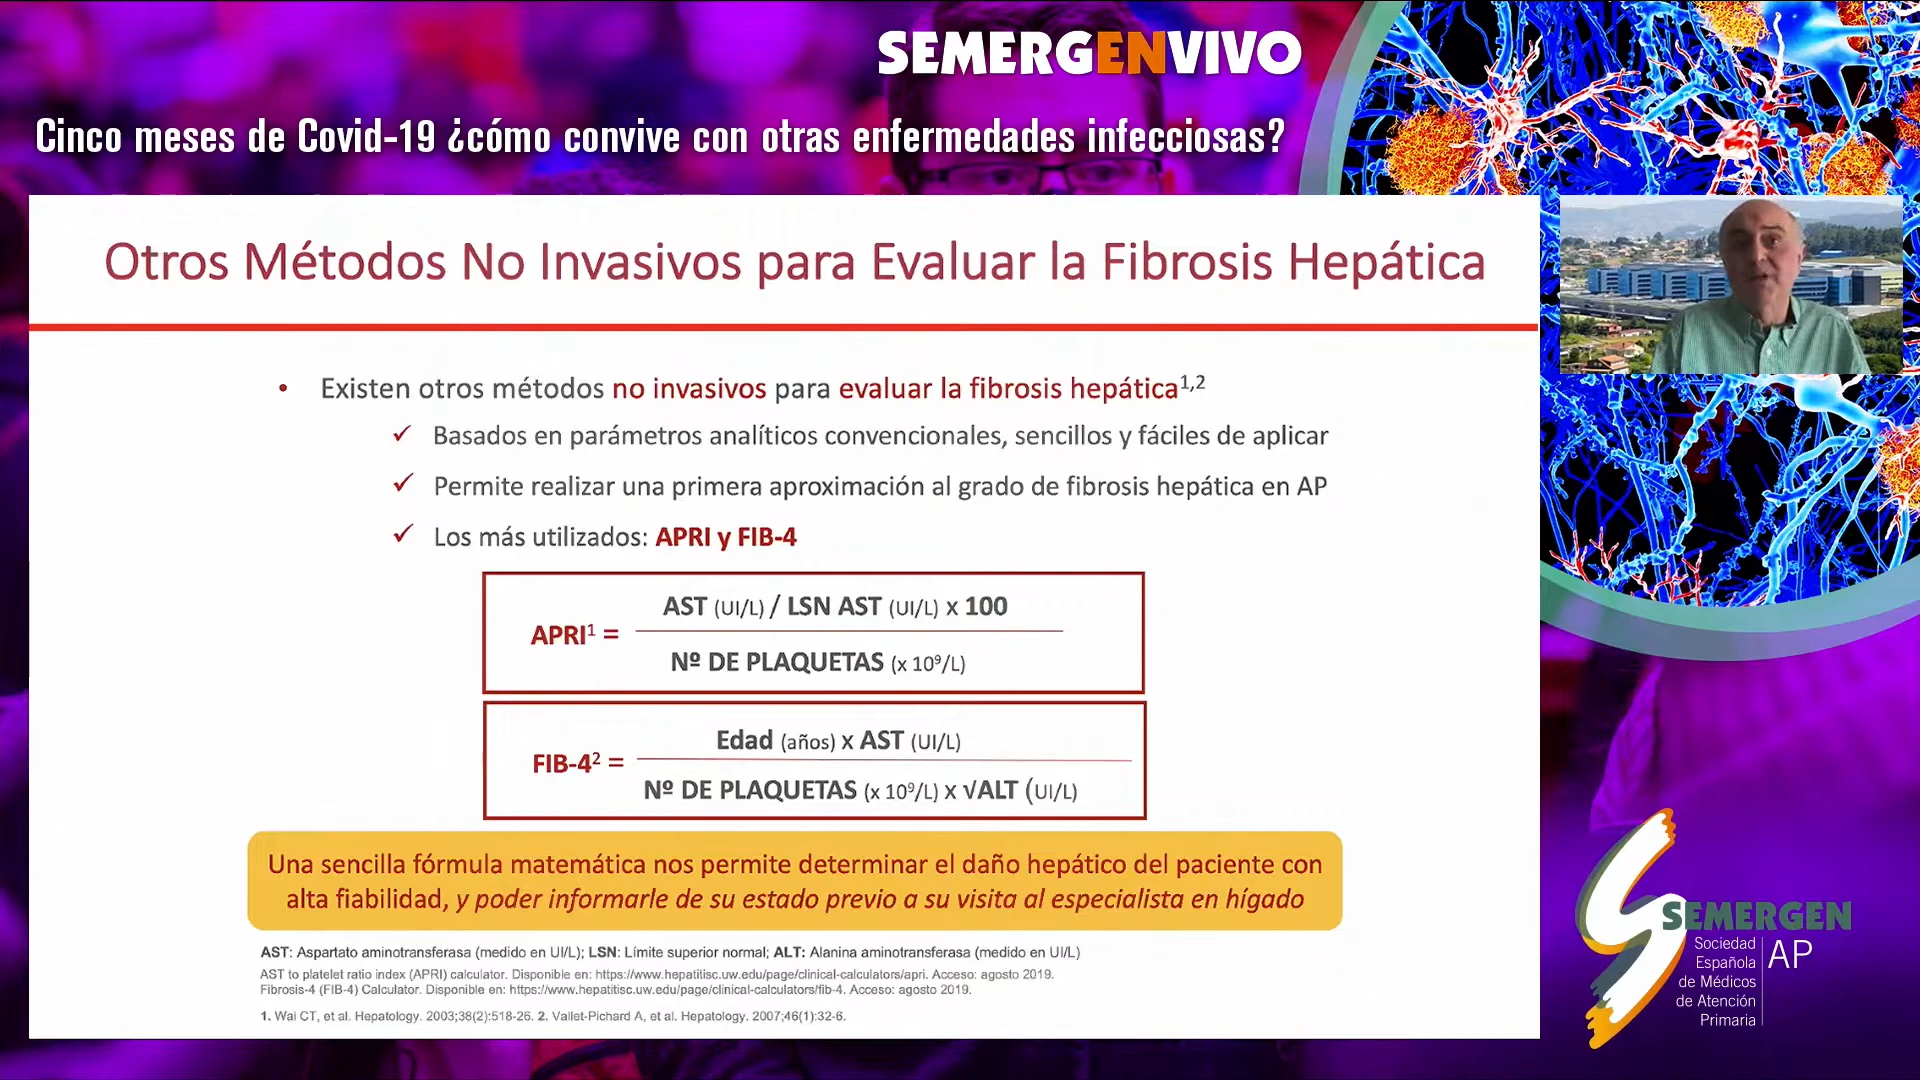 SEMERGENVIVO
Cinco meses de Covid-19 ¿cómo convive con otras enfermedades infecciosas?
Otros Métodos No Invasivos para Evaluar la Fibrosis Hepática
• Existen otros métodos no invasivos para evaluar la fibrosis hepática1,2
✓ Basados en parámetros analíticos convencionales, sencillos y fáciles de aplicar
✓ Permite realizar una primera aproximación al grado de fibrosis hepática en AP
✓ Los más utilizados: APRI y FIB-4
AST (UI/L) / LSN AST (UI/L) x 100
APRI1 =
Nº DE PLAQUETAS (x 10⁹/L)
Edad (años) x AST (UI/L)
FIB-4² =
Nº DE PLAQUETAS (x 10⁹/L) x √ALT (UI/L)
Una sencilla fórmula matemática nos permite determinar el daño hepático del paciente con
alta fiabilidad, y poder informarle de su estado previo a su visita al especialista en hígado
AST: Aspartato aminotransferasa (medido en UI/L); LSN: Límite superior normal; ALT: Alanina aminotransferasa (medido en UI/L)
AST to platelet ratio index (APRI) calculator. Disponible en: https://www.hepatitisc.uw.edu/page/clinical-calculators/apri. Acceso: agosto 2019.
Fibrosis-4 (FIB-4) Calculator. Disponible en: https://www.hepatitisc.uw.edu/page/clinical-calculators/fib-4. Acceso: agosto 2019.
1. Wai CT, et al. Hepatology. 2003;38(2):518-26. 2. Vallet-Pichard A, et al. Hepatology. 2007;46(1):32-6.
SEMERGEN
Sociedad
Española
de Médicos
de Atención
Primaria
AP